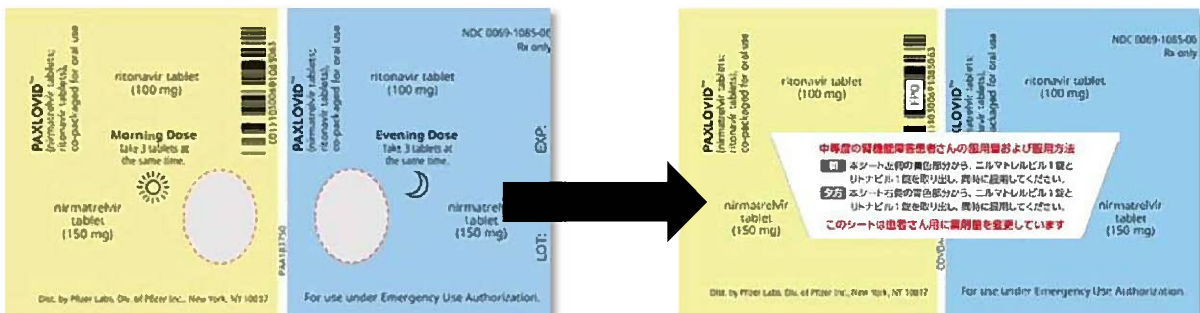 PAXLOVID™
(nirmatrelvir tablets;
ritonavir tablets),
co-packaged for oral use
ritonavir tablet
(100 mg)
Morning Dose
Take 3 tablets at
the same time.
nirmatrelvir
tablet
(150 mg)
Dist. by Pfizer Labs, Div. of Pfizer Inc., New York, NY 10017
PAA183750
PAXLOVID™
(nirmatrelvir tablets;
ritonavir tablets),
co-packaged for oral use
NDC 0069-1085-06
Rx only
ritonavir tablet
(100 mg)
Evening Dose
Take 3 tablets at
the same time.
EXP:
nirmatrelvir
tablet
(150 mg)
LOT:
For use under Emergency Use Authorization.
PAXLOVID™
(nirmatrelvir tablets;
ritonavir tablets),
co-packaged for oral use
ritonavir tablet
(100 mg)
FPO
nirmatrelvir
tablet
(150 mg)
Dist. by Pfizer Labs, Div. of Pfizer Inc., New York, NY 10017
NDC 0069-1085-06
Rx only
ritonavir tablet
(100 mg)
中等度の腎機能障害患者さんの服用量および服用方法
朝 本シート左側の黄色部分から、ニルマトレルビル1錠と
リトナビル1錠を取り出し、同時に服用してください。
夕方 本シート右側の青色部分から、ニルマトレルビル1錠と
リトナビル1錠を取り出し、同時に服用してください。
このシートは患者さん用に薬剤量を変更しています
nirmatrelvir
tablet
(150 mg)
For use under Emergency Use Authorization.